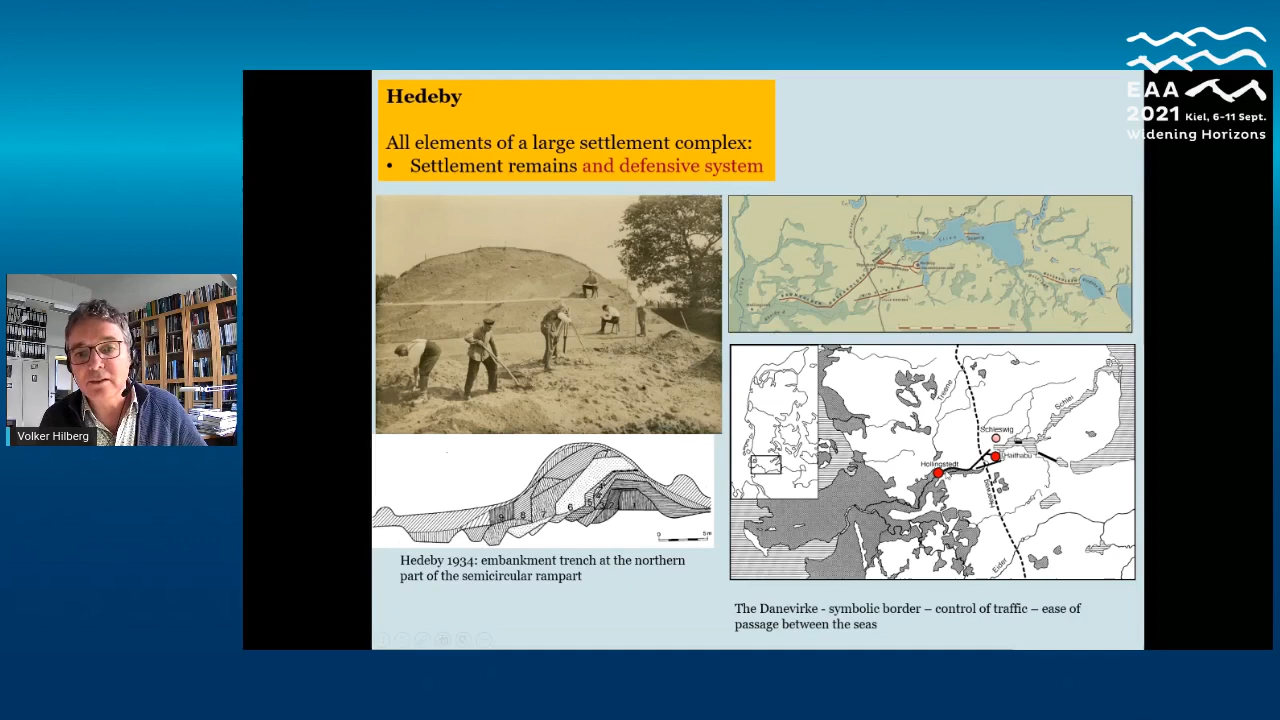 EAA
2021 Kiel, 6-11 Sept.
Widening Horizons
Hedeby
All elements of a large settlement complex:
• Settlement remains and defensive system
Volker Hilberg
Treene
Schlei
Schleswig
Haithabu
Hollingstedt
Eider
0
5 m
Hedeby 1934: embankment trench at the northern
part of the semicircular rampart
The Danevirke - symbolic border – control of traffic – ease of
passage between the seas